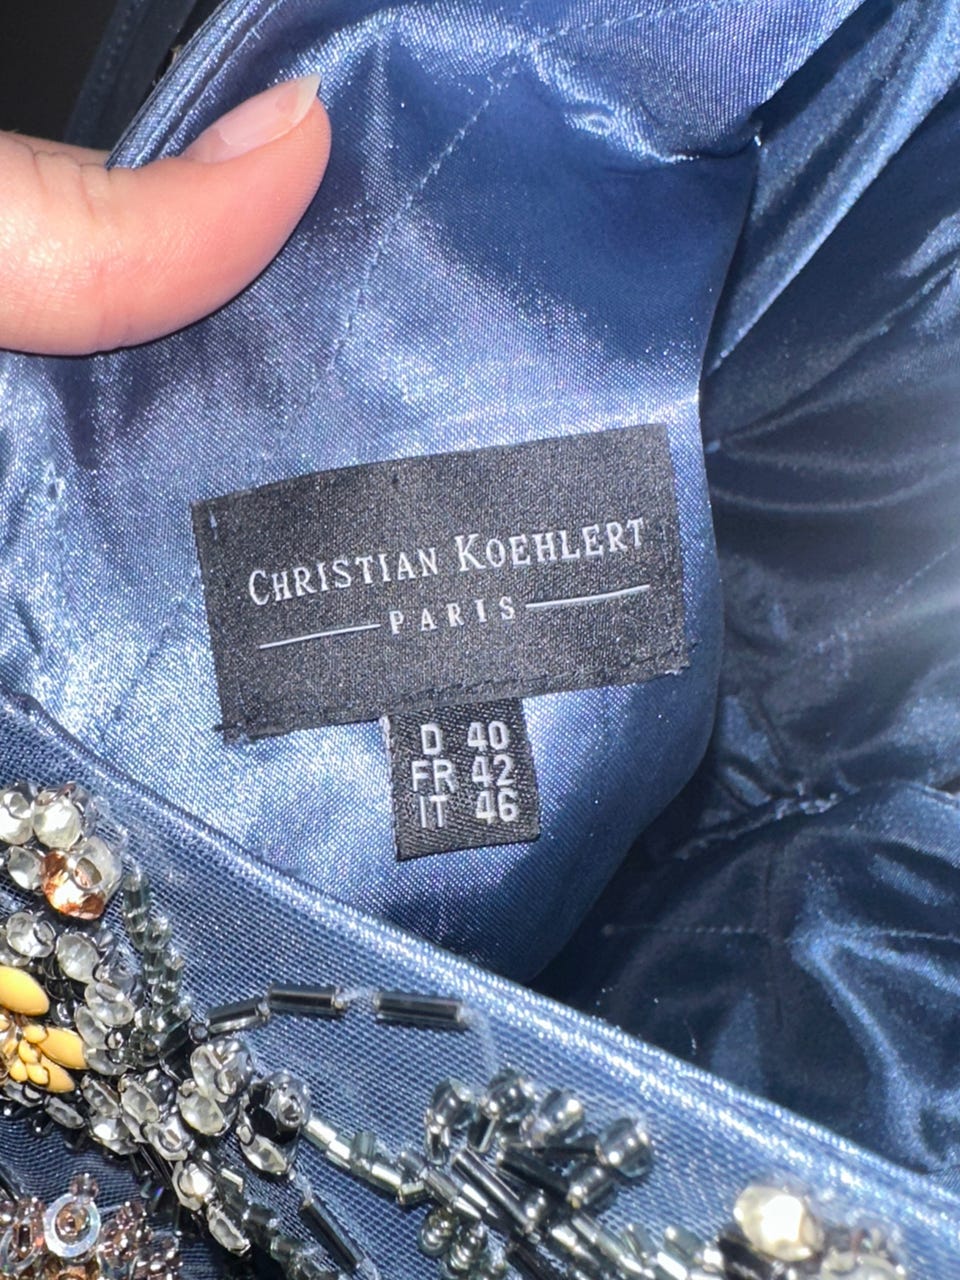 CHRISTIAN KOEHLERT
PARIS
D 40
FR 42
IT 46